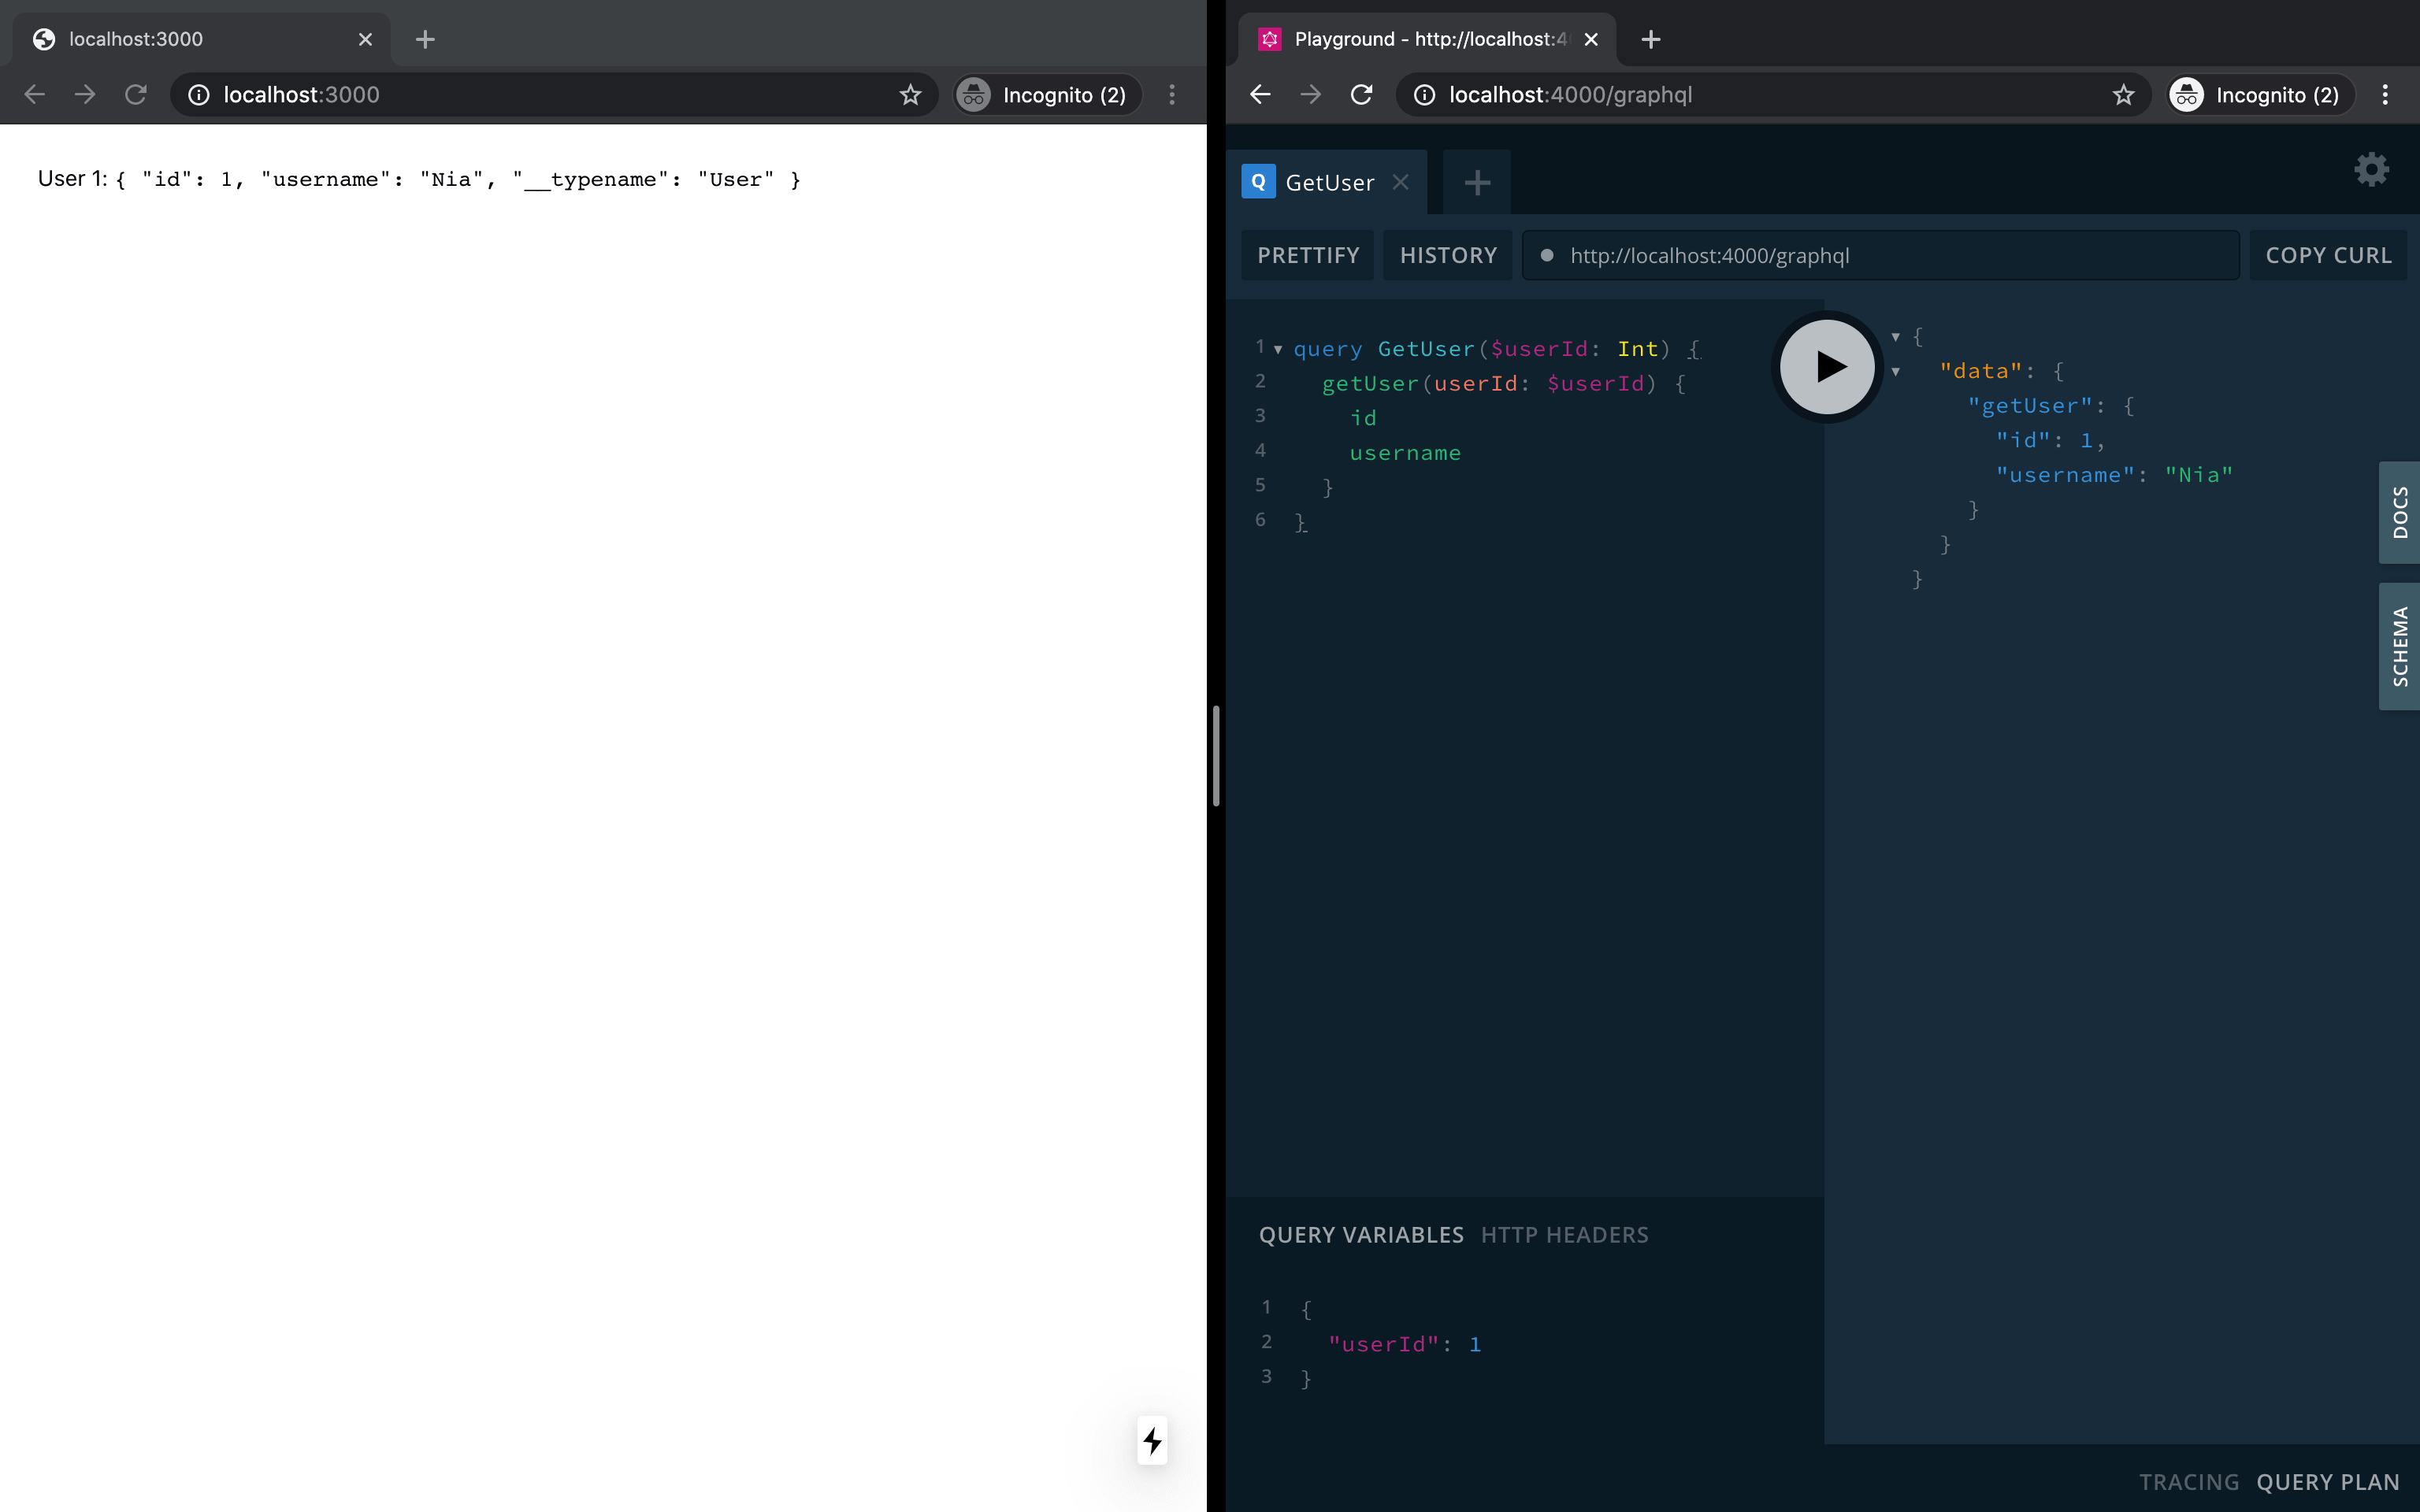 localhost:3000
localhost:3000
Incognito (2)
User 1: { "id": 1, "username": "Nia", "__typename": "User" }
Playground - http://localhost:4
localhost:4000/graphql
Incognito (2)
Q GetUser
PRETTIFY
HISTORY
http://localhost:4000/graphql
COPY CURL
1 query GetUser($userId: Int) {
2 getUser(userId: $userId) {
3 id
4 username
5 }
6 }
{
"data": {
"getUser": {
"id": 1,
"username": "Nia"
}
}
}
DOCS
SCHEMA
QUERY VARIABLES HTTP HEADERS
1 {
2 "userId": 1
3 }
TRACING QUERY PLAN